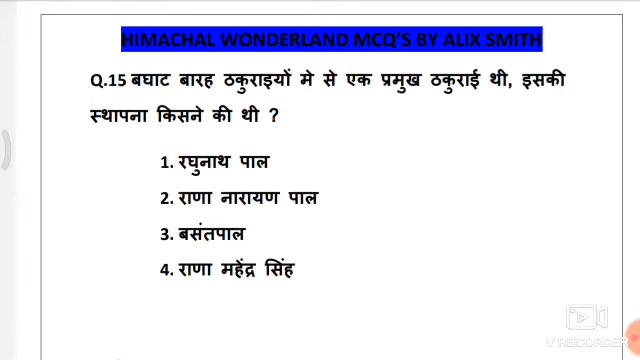 HIMACHAL WONDERLAND MCQ'S BY ALIX SMITH
Q.15 बघाट बारह ठकुराइयों मे से एक प्रमुख ठकुराई थी, इसकी
स्थापना किसने की थी ?
1. रघुनाथ पाल
2. राणा नारायण पाल
3. बसंतपाल
4. राणा महेंद्र सिंह
V RECORDER